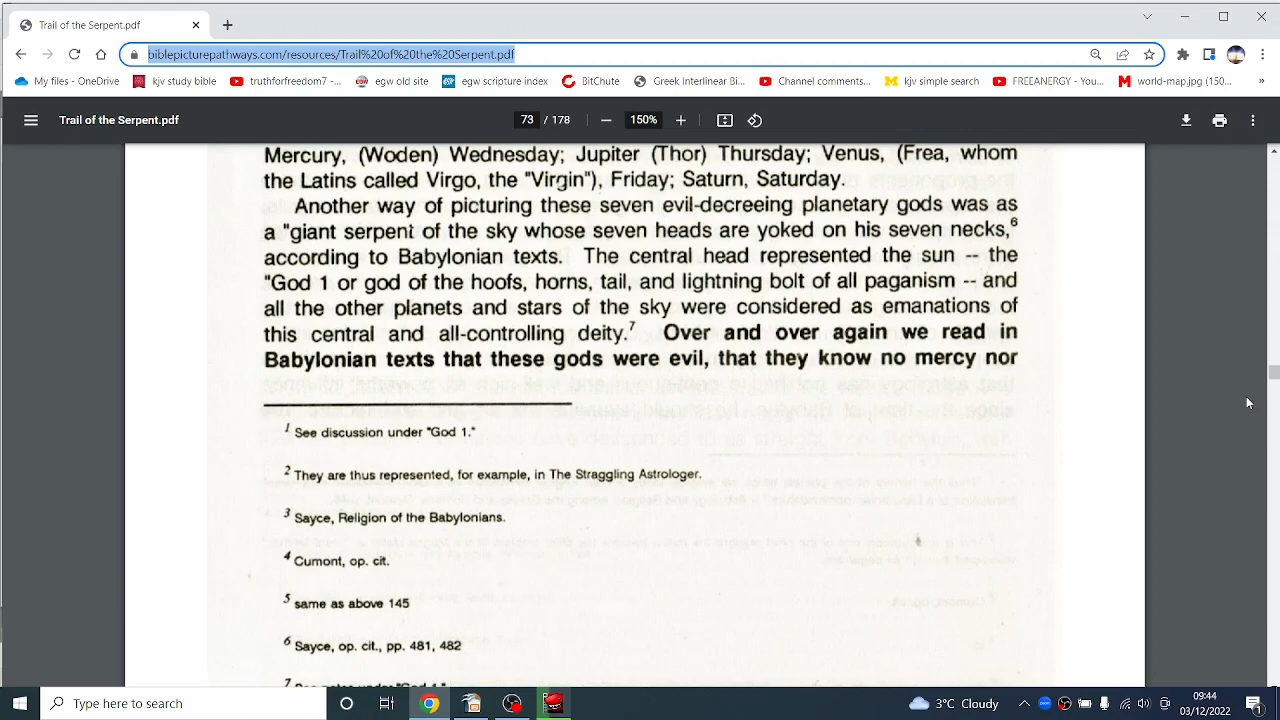 Trail of the Serpent.pdf
biblepicturepathways.com/resources/Trail%20of%20the%20Serpent.pdf
My files - OneDrive kjv study bible truthforfreedom7 -... egw old site egw scripture index BitChute Greek Interlinear Bi... Channel comments... kjv simple search FREEANERGY - You... world-map.jpg (150...
Trail of the Serpent.pdf 73 / 178 — 150% +
Mercury, (Woden) Wednesday; Jupiter (Thor) Thursday; Venus, (Frea, whom
the Latins called Virgo, the "Virgin"), Friday; Saturn, Saturday.
Another way of picturing these seven evil-decreeing planetary gods was as
a "giant serpent of the sky whose seven heads are yoked on his seven necks,6
according to Babylonian texts. The central head represented the sun -- the
"God 1 or god of the hoofs, horns, tail, and lightning bolt of all paganism -- and
all the other planets and stars of the sky were considered as emanations of
this central and all-controlling deity.7 Over and over again we read in
Babylonian texts that these gods were evil, that they know no mercy nor
1 See discussion under "God 1."
2 They are thus represented, for example, in The Straggling Astrologer.
3 Sayce, Religion of the Babylonians.
4 Cumont, op. cit.
5 same as above 145
6 Sayce, op. cit., pp. 481, 482
7 See notes under "God 1."
Type here to search
3°C Cloudy
09:44
03/12/2022